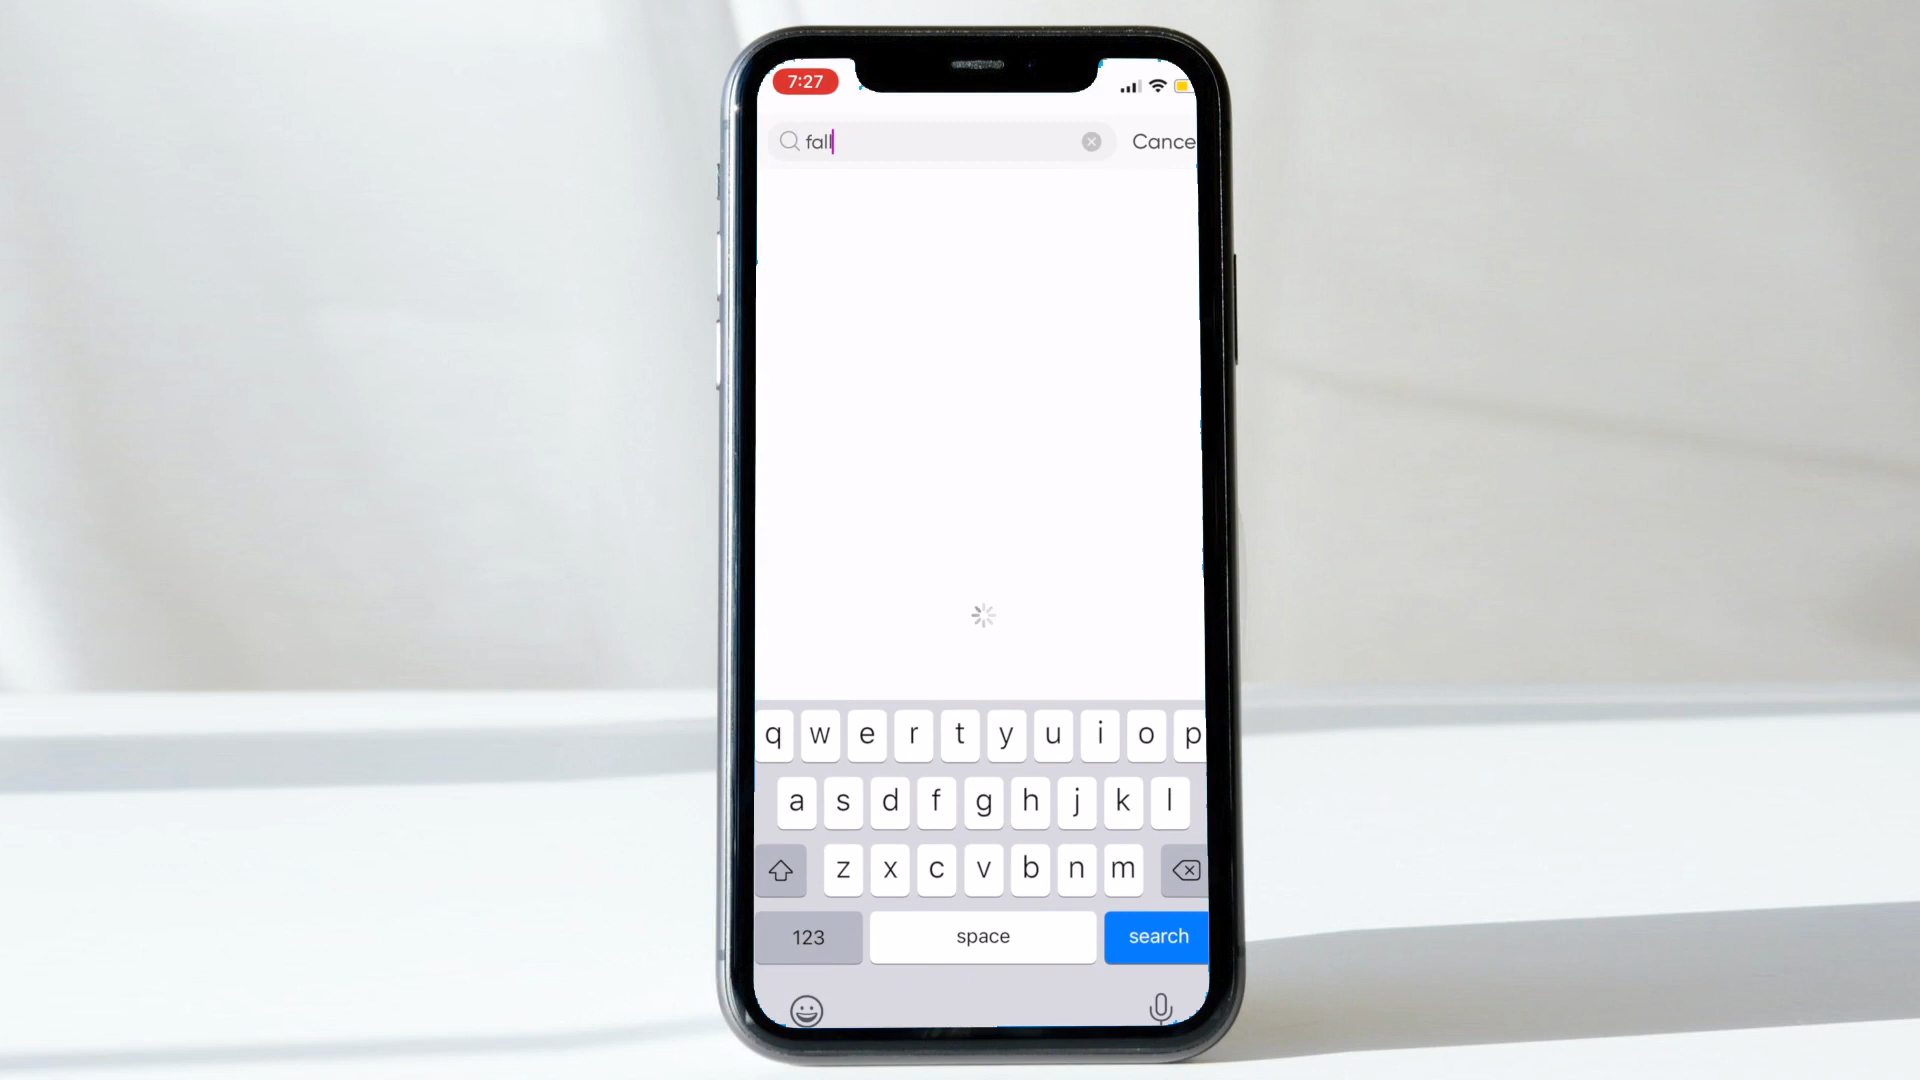 7:27
fall
Cance
q w e r t y u i o p
a s d f g h j k l
z x c v b n m
123 space search